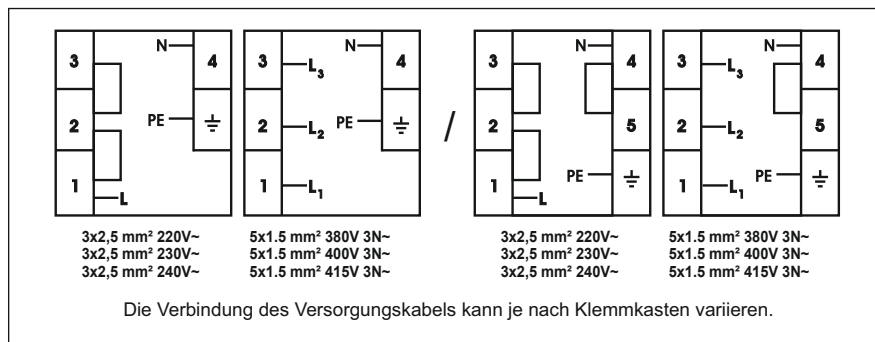 3 N 4
2 PE
1 L
3 L3 N 4
2 L2 PE
1 L1
/
3 N 4
2 5
1 L PE
3 L3 N 4
2 L2 5
1 L1 PE
3x2,5 mm² 220V~
3x2,5 mm² 230V~
3x2,5 mm² 240V~
5x1.5 mm² 380V 3N~
5x1.5 mm² 400V 3N~
5x1.5 mm² 415V 3N~
3x2,5 mm² 220V~
3x2,5 mm² 230V~
3x2,5 mm² 240V~
5x1.5 mm² 380V 3N~
5x1.5 mm² 400V 3N~
5x1.5 mm² 415V 3N~
Die Verbindung des Versorgungskabels kann je nach Klemmkasten variieren.